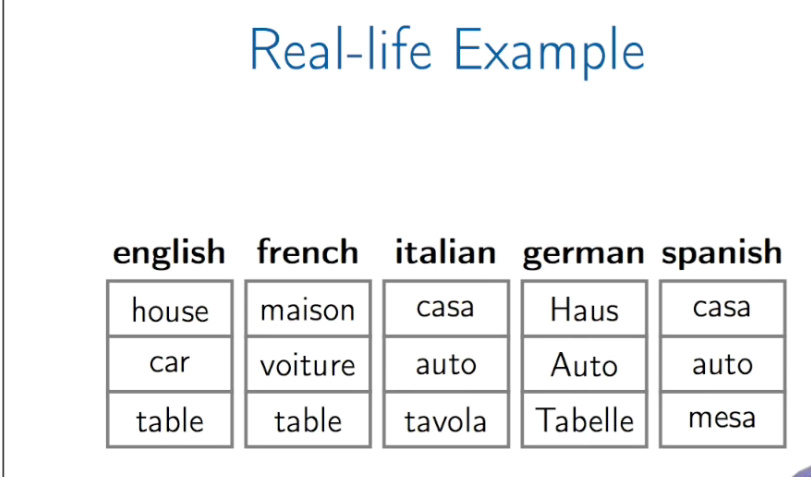 Real-life Example
english french italian german spanish
house maison casa Haus casa
car voiture auto Auto auto
table table tavola Tabelle mesa